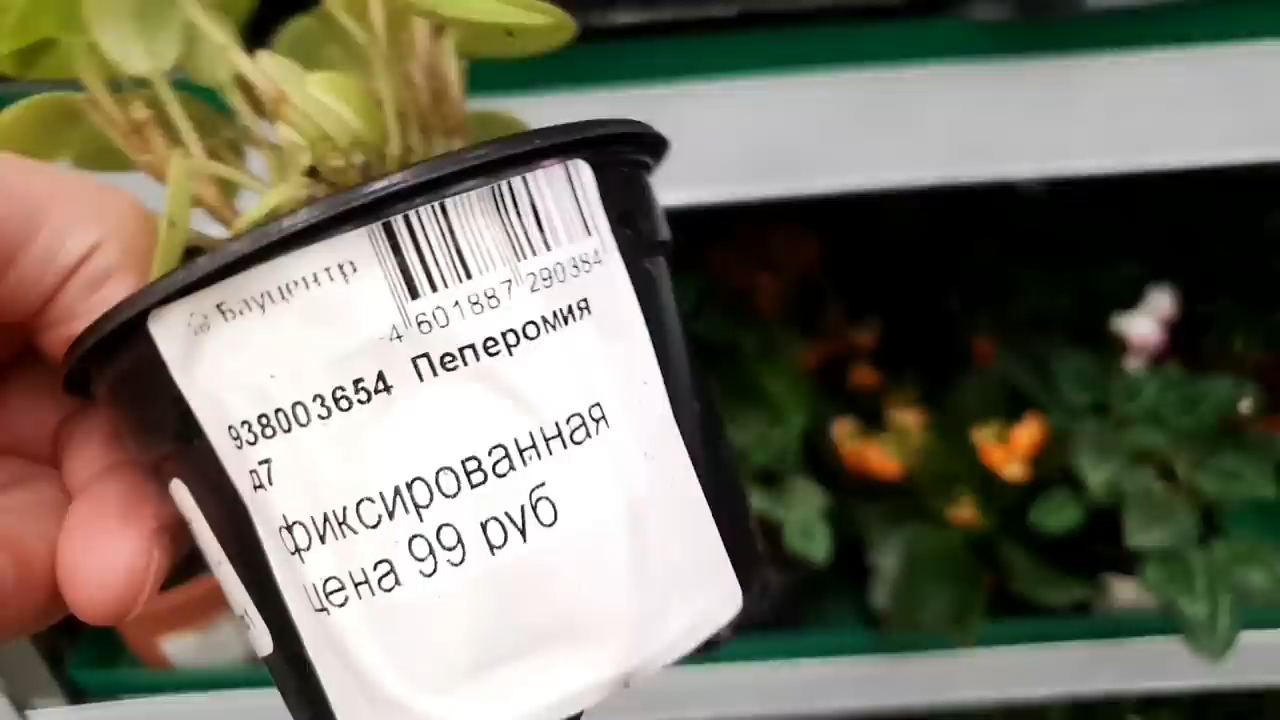 Бауцентр
4 601887 290384
938003654 Пеперомия
д7
фиксированная
цена 99 руб